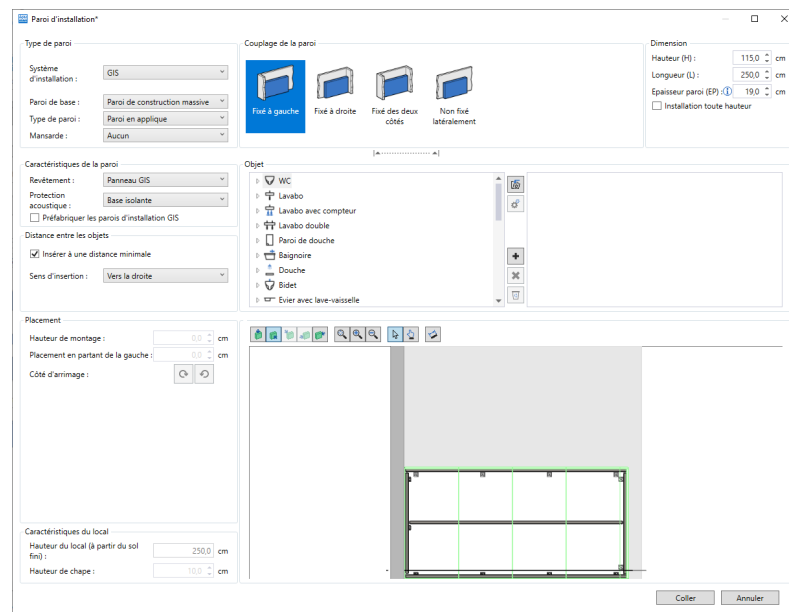 Paroi d'installation*
Type de paroi
Système
d'installation :
GIS
Paroi de base :
Paroi de construction massive
Type de paroi :
Paroi en applique
Mansarde :
Aucun
Couplage de la paroi
Fixé à gauche
Fixé à droite
Fixé des deux
côtés
Non fixé
latéralement
Dimension
Hauteur (H) :
115,0
cm
Longueur (L) :
250,0
cm
Epaisseur paroi (EP) :
19,0
cm
Installation toute hauteur
Caractéristiques de la paroi
Revêtement :
Panneau GIS
Protection
acoustique :
Base isolante
Préfabriquer les parois d'installation GIS
Distance entre les objets
Insérer à une distance minimale
Sens d'insertion :
Vers la droite
Objet
WC
Lavabo
Lavabo avec compteur
Lavabo double
Paroi de douche
Baignoire
Douche
Bidet
Evier avec lave-vaisselle
Placement
Hauteur de montage :
0,0
cm
Placement en partant de la gauche :
0,0
cm
Côté d'arrimage :
Caractéristiques du local
Hauteur du local (à partir du sol
fini) :
250,0
cm
Hauteur de chape :
10,0
cm
Coller
Annuler